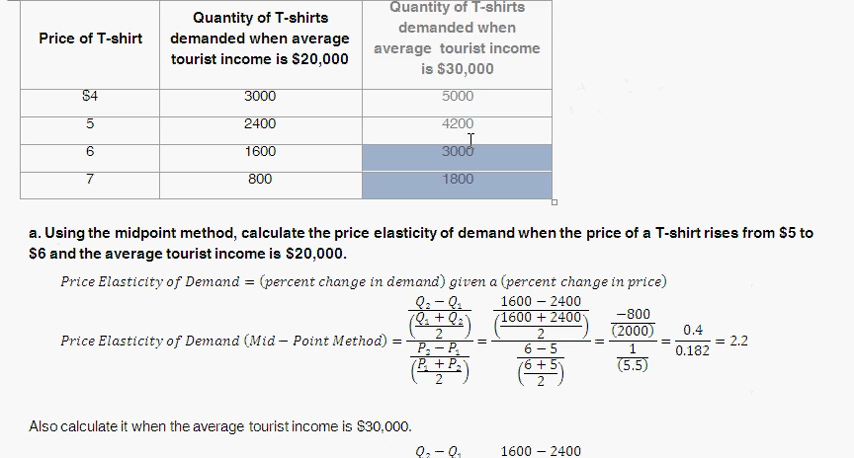 Price of T-shirt
Quantity of T-shirts
demanded when average
tourist income is $20,000
Quantity of T-shirts
demanded when
average tourist income
is $30,000
$4 3000 5000
5 2400 4200
6 1600 3000
7 800 1800
a. Using the midpoint method, calculate the price elasticity of demand when the price of a T-shirt rises from $5 to
$6 and the average tourist income is $20,000.
Price Elasticity of Demand = (percent change in demand) given a (percent change in price)
Price Elasticity of Demand (Mid − Point Method) = ((Q₂ − Q₁)/((Q₁ + Q₂)/2))/((P₂ − P₁)/((P₁ + P₂)/2)) = ((1600 − 2400)/((1600 + 2400)/2))/((6 − 5)/((6 + 5)/2)) = (−800/(2000))/(1/(5.5)) = 0.4/0.182 = 2.2
Also calculate it when the average tourist income is $30,000.
Q₂ − Q₁ 1600 − 2400